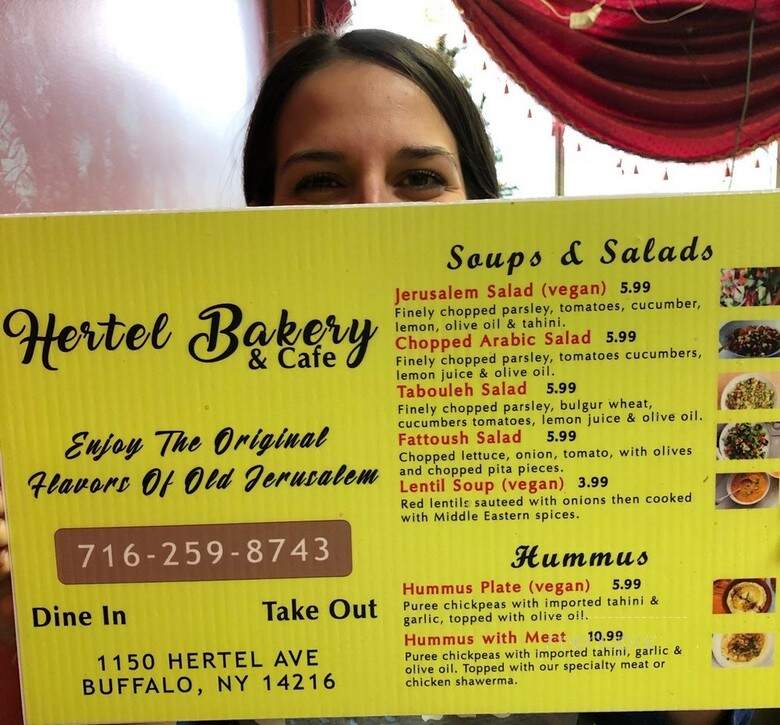 Hertel Bakery
& Cafe
Enjoy The Original
Flavors Of Old Jerusalem
716-259-8743
Dine In
Take Out
1150 HERTEL AVE
BUFFALO, NY 14216
Soups & Salads
Jerusalem Salad (vegan) 5.99
Finely chopped parsley, tomatoes, cucumber,
lemon, olive oil & tahini.
Chopped Arabic Salad 5.99
Finely chopped parsley, tomatoes cucumbers,
lemon juice & olive oil.
Tabouleh Salad 5.99
Finely chopped parsley, bulgur wheat,
cucumbers tomatoes, lemon juice & olive oil.
Fattoush Salad 5.99
Chopped lettuce, onion, tomato, with olives
and chopped pita pieces.
Lentil Soup (vegan) 3.99
Red lentils sauteed with onions then cooked
with Middle Eastern spices.
Hummus
Hummus Plate (vegan) 5.99
Puree chickpeas with imported tahini &
garlic, topped with olive oil.
Hummus with Meat 10.99
Puree chickpeas with imported tahini, garlic &
olive oil. Topped with our specialty meat or
chicken shawerma.